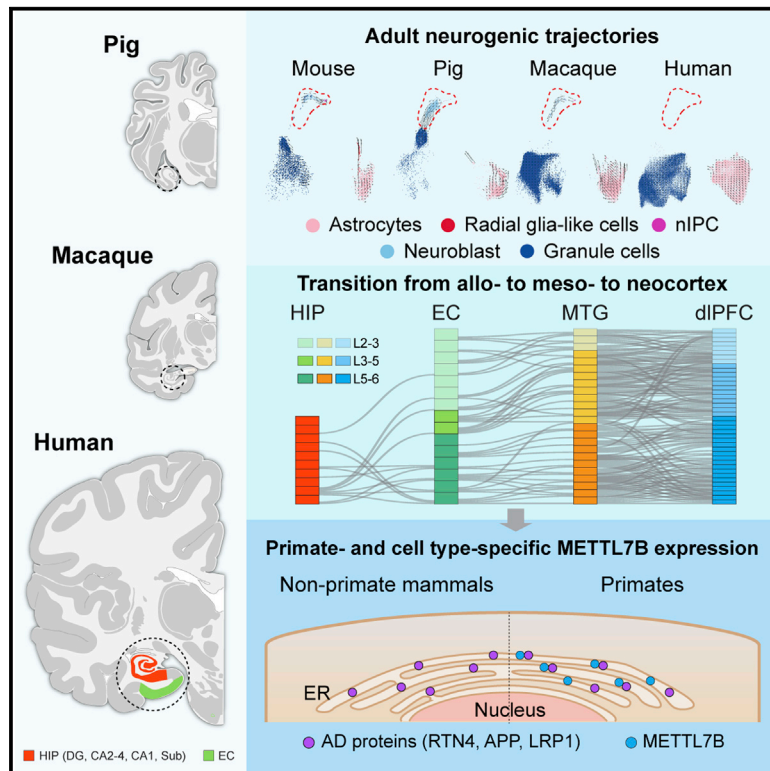 Pig
Macaque
Human
HIP (DG, CA2-4, CA1, Sub) EC
Adult neurogenic trajectories
Mouse Pig Macaque Human
Astrocytes Radial glia-like cells nIPC
Neuroblast Granule cells
Transition from allo- to meso- to neocortex
HIP EC MTG dlPFC
L2-3
L3-5
L5-6
Primate- and cell type-specific METTL7B expression
Non-primate mammals Primates
ER
Nucleus
AD proteins (RTN4, APP, LRP1) METTL7B